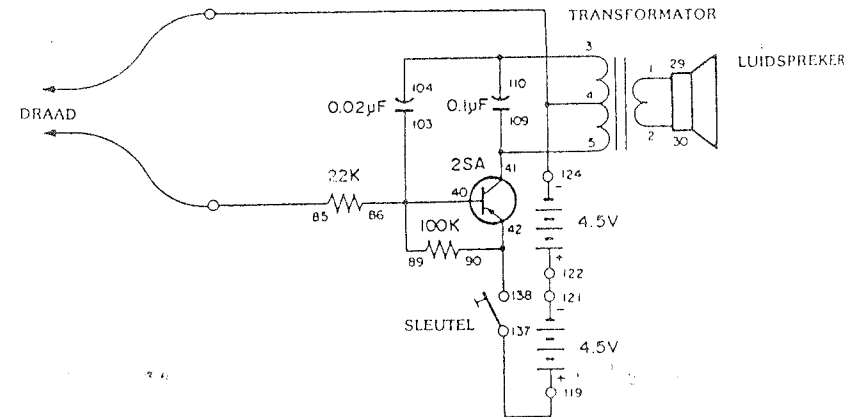 TRANSFORMATOR
LUIDSPREKER
DRAAD
104
0.02µF
103
110
0.1µF
109
3
4
5
1
2
29
30
2SA
41
40
42
22K
85
86
100K
89
90
124
-
4.5V
+
122
121
-
4.5V
+
119
138
137
SLEUTEL